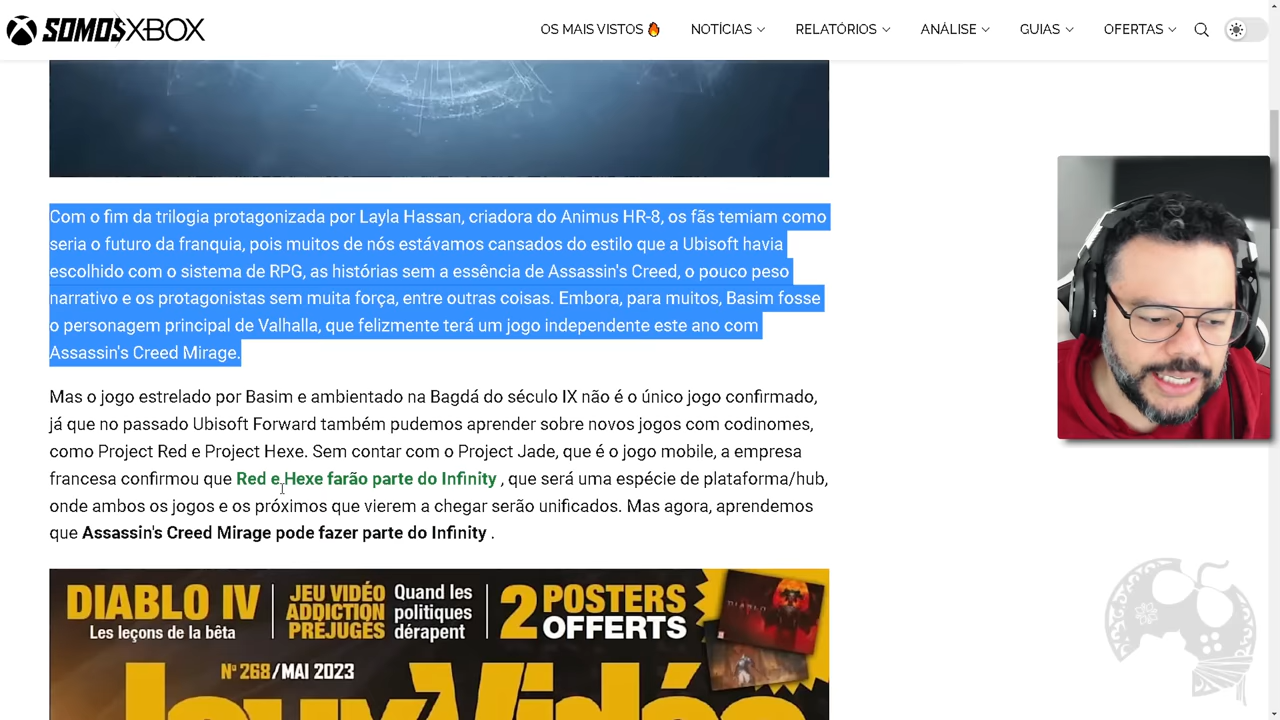 SOMOSXBOX
OS MAIS VISTOS🔥 NOTÍCIAS RELATÓRIOS ANÁLISE GUIAS OFERTAS
Com o fim da trilogia protagonizada por Layla Hassan, criadora do Animus HR-8, os fãs temiam como
seria o futuro da franquia, pois muitos de nós estávamos cansados do estilo que a Ubisoft havia
escolhido com o sistema de RPG, as histórias sem a essência de Assassin's Creed, o pouco peso
narrativo e os protagonistas sem muita força, entre outras coisas. Embora, para muitos, Basim fosse
o personagem principal de Valhalla, que felizmente terá um jogo independente este ano com
Assassin's Creed Mirage.
Mas o jogo estrelado por Basim e ambientado na Bagdá do século IX não é o único jogo confirmado,
já que no passado Ubisoft Forward também pudemos aprender sobre novos jogos com codinomes,
como Project Red e Project Hexe. Sem contar com o Project Jade, que é o jogo mobile, a empresa
francesa confirmou que Red e Hexe farão parte do Infinity , que será uma espécie de plataforma/hub,
onde ambos os jogos e os próximos que vierem a chegar serão unificados. Mas agora, aprendemos
que Assassin's Creed Mirage pode fazer parte do Infinity .
DIABLO IV
Les leçons de la bêta
JEU VIDÉO
ADDICTION
PRÉJUGÉS
Quand les
politiques
dérapent
2 POSTERS
OFFERTS
DIABLO
N° 268/MAI 2023